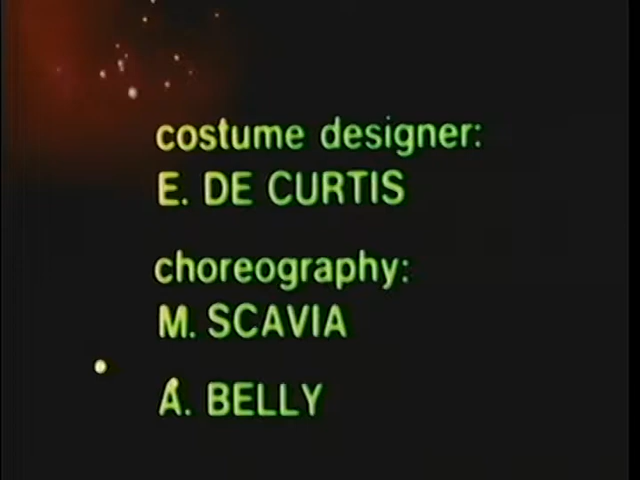 costume designer:
E. DE CURTIS
choreography:
M. SCAVIA
A. BELLY